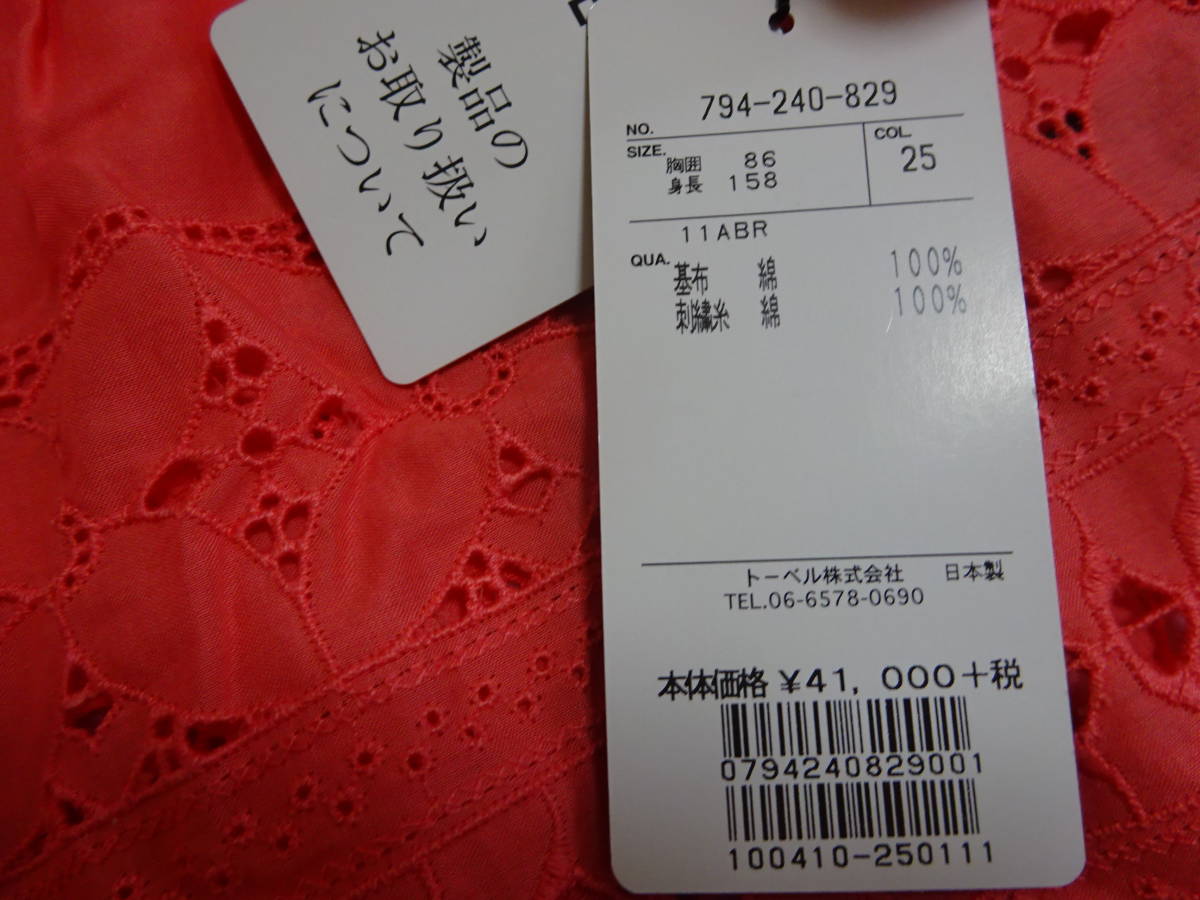 製品の
お取り扱い
について
NO. 794-240-829
SIZE. 胸囲 86
身長 158
COL. 25
11ABR
QUA. 基布 綿 100%
刺繍糸 綿 100%
トーベル株式会社 日本製
TEL.06-6578-0690
本体価格 ¥41,000+税
0794240829001
100410-250111